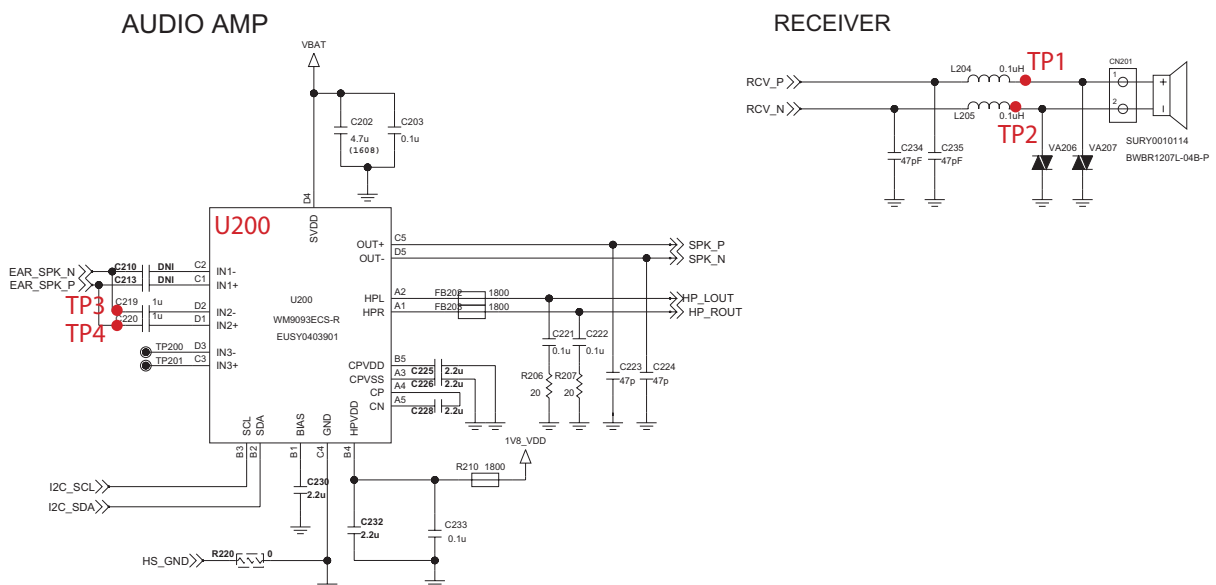 AUDIO AMP
RECEIVER
VBAT
C202
4.7u
(1608)
C203
0.1u
D4
SVDD
U200
EAR_SPK_N
EAR_SPK_P
C210 DNI C2 IN1-
C213 DNI C1 IN1+
TP3
C219 1u D2 IN2-
TP4
C220 1u D1 IN2+
TP200 D3 IN3-
TP201 C3 IN3+
U200
WM9093ECS-R
EUSY0403901
OUT+ C5 SPK_P
OUT- D5 SPK_N
HPL A2 FB202 1800 HP_LOUT
HPR A1 FB203 1800 HP_ROUT
C221
0.1u
C222
0.1u
R206
20
R207
20
C223
47p
C224
47p
CPVDD B5 C225 2.2u
CPVSS A3 C226 2.2u
CP A4
CN A5 C228 2.2u
SCL
SDA
BIAS
GND
HPVDD
B3
B2
B1
C4
B4
I2C_SCL
I2C_SDA
C230
2.2u
C232
2.2u
C233
0.1u
R210 1800
1V8_VDD
HS_GND R220 0
RCV_P
RCV_N
L204 0.1uH
TP1
L205 0.1uH
TP2
CN201
1
2
+
-
C234
47pF
C235
47pF
VA206
VA207
SURY0010114
BWBR1207L-04B-P